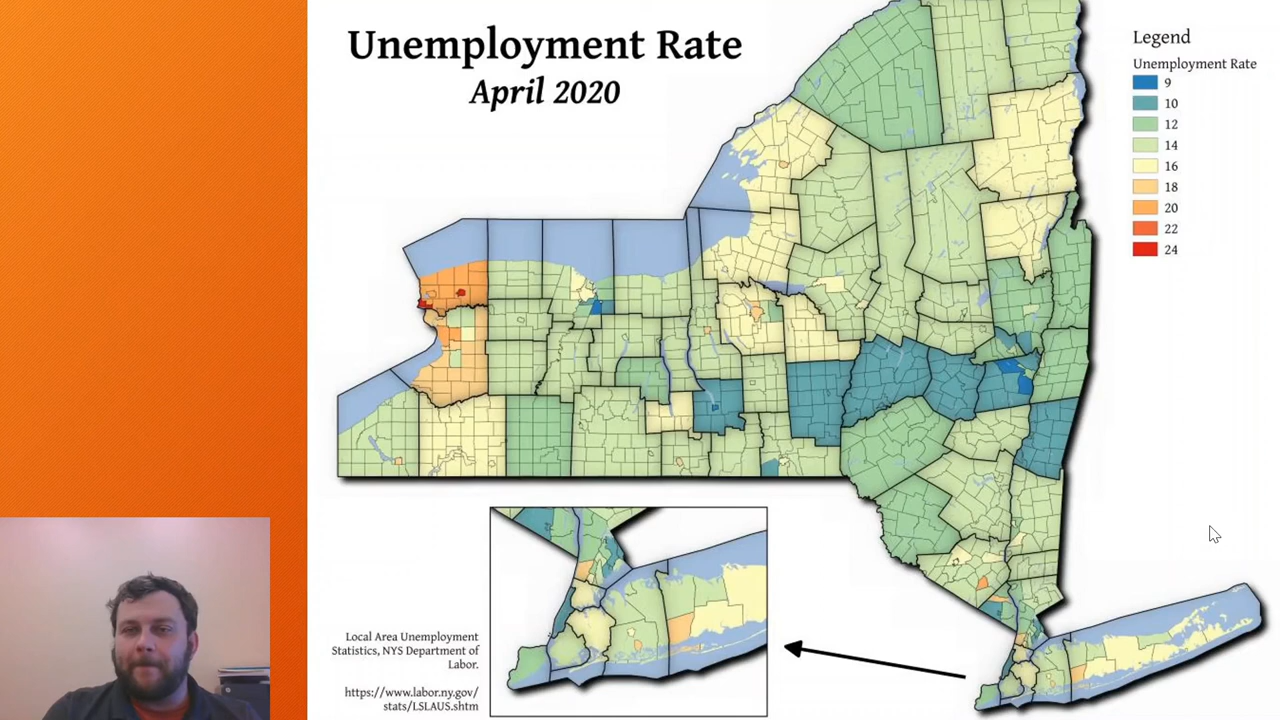 Unemployment Rate
April 2020
Legend
Unemployment Rate
9
10
12
14
16
18
20
22
24
Local Area Unemployment
Statistics, NYS Department of
Labor.
https://www.labor.ny.gov/
stats/LSLAUS.shtm